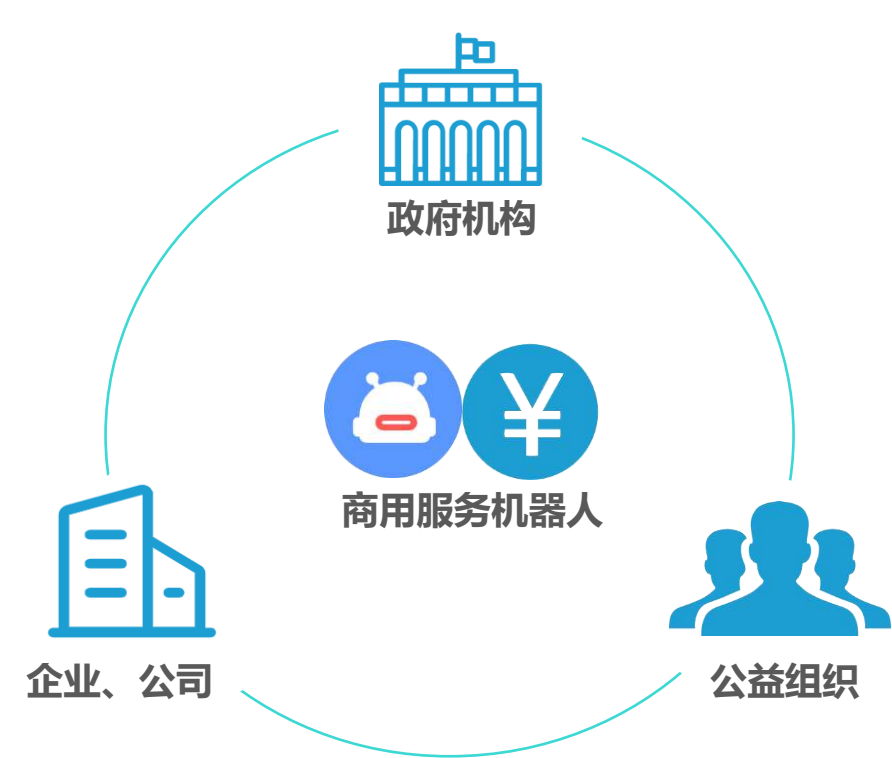 政府机构
¥
商用服务机器人
企业、公司
公益组织